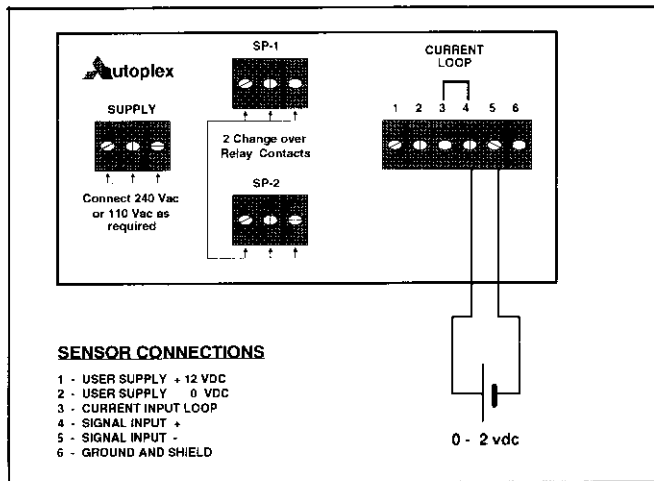 Autoplex
SUPPLY
Connect 240 Vac
or 110 Vac as
required
SP-1
2 Change over
Relay Contacts
SP-2
CURRENT
LOOP
1 2 3 4 5 6
0 - 2 vdc
SENSOR CONNECTIONS
1 - USER SUPPLY + 12 VDC
2 - USER SUPPLY 0 VDC
3 - CURRENT INPUT LOOP
4 - SIGNAL INPUT +
5 - SIGNAL INPUT -
6 - GROUND AND SHIELD